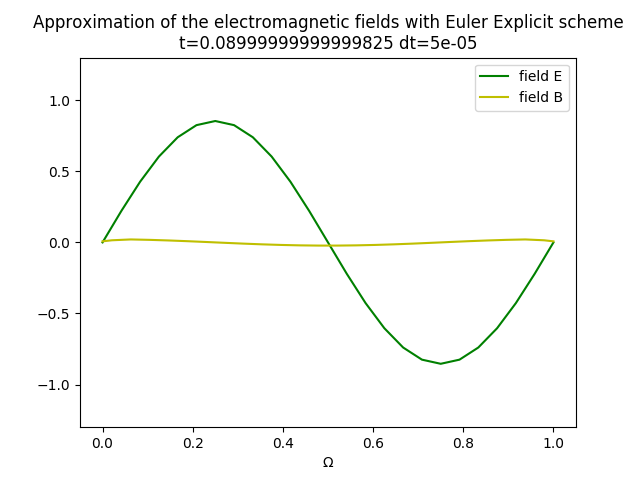 Approximation of the electromagnetic fields with Euler Explicit scheme
t=0.08999999999999825 dt=5e-05
field E
field B
1.0
0.5
0.0
−0.5
−1.0
0.0 0.2 0.4 0.6 0.8 1.0
Ω